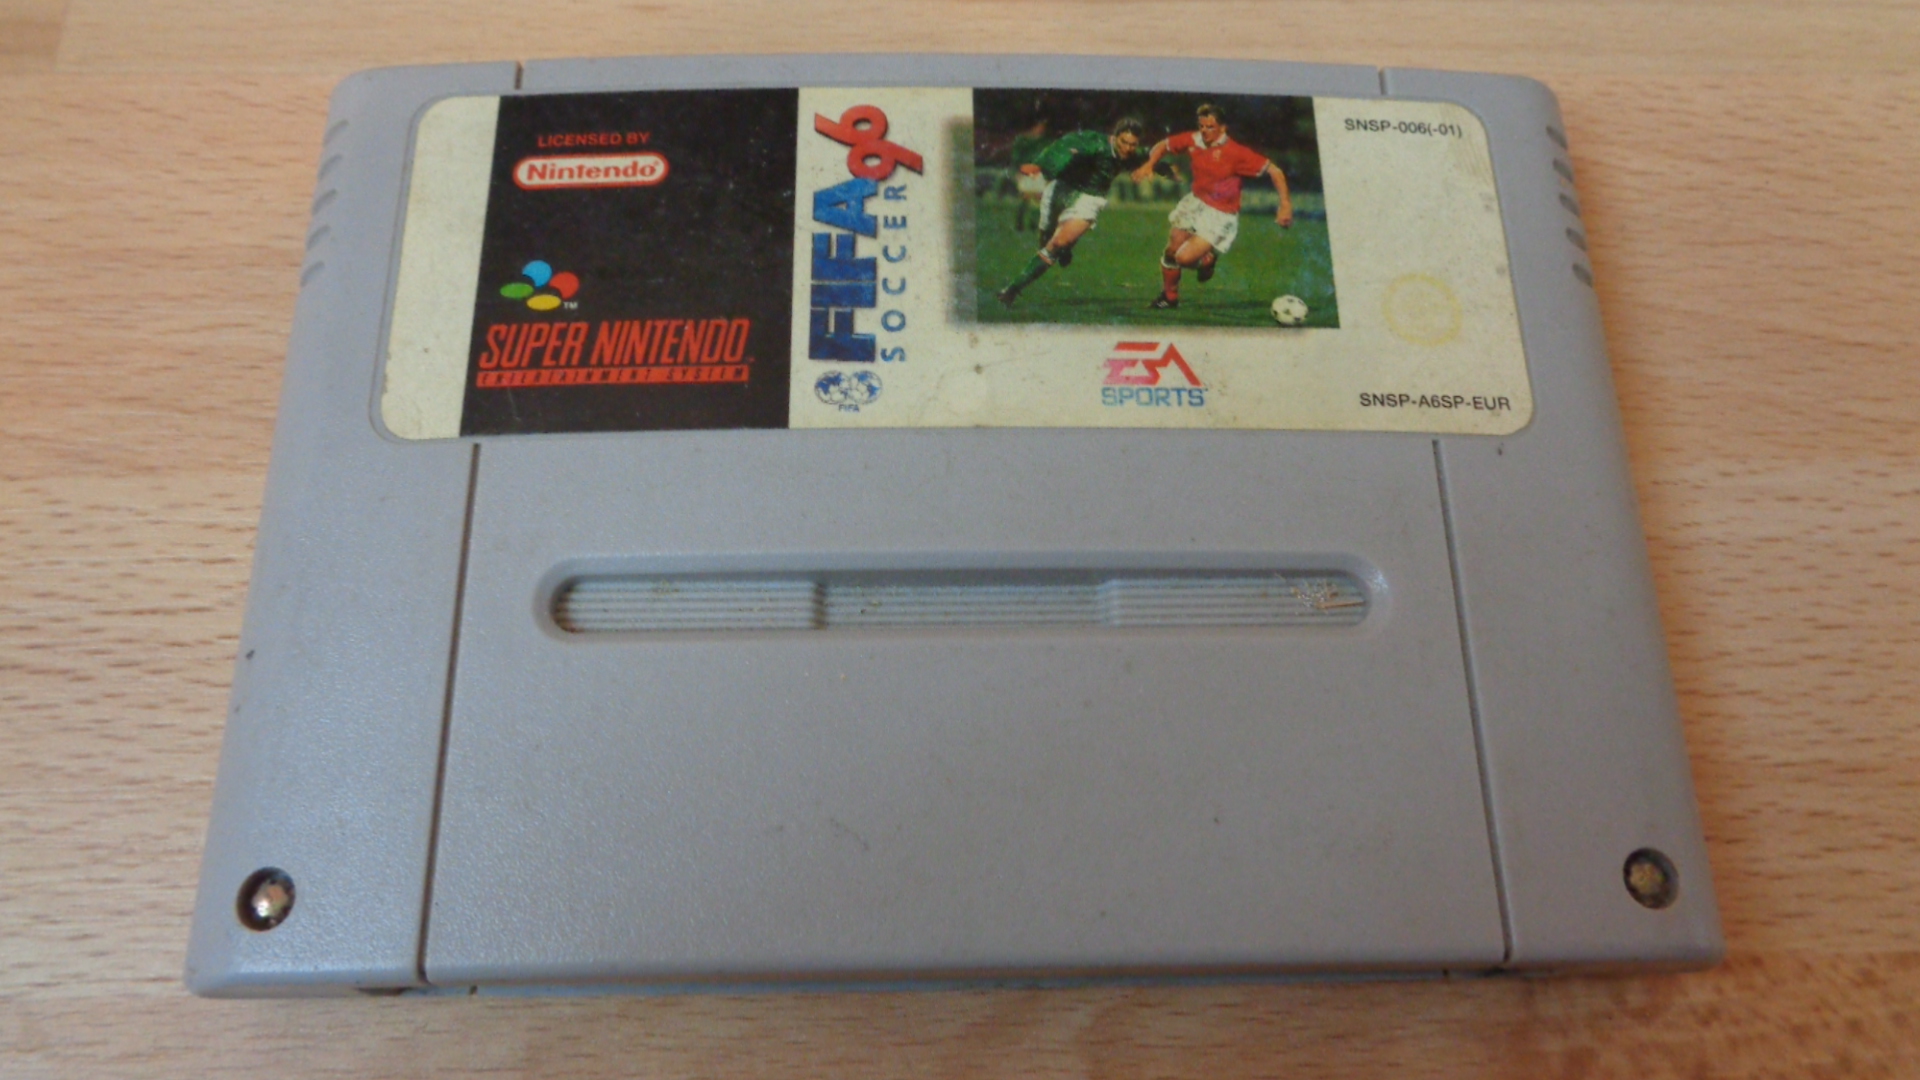 LICENSED BY
Nintendo
SUPER NINTENDO
ENTERTAINMENT SYSTEM
FIFA 96
SOCCER
FIFA
EA
SPORTS
SNSP-006(-01)
SNSP-A6SP-EUR